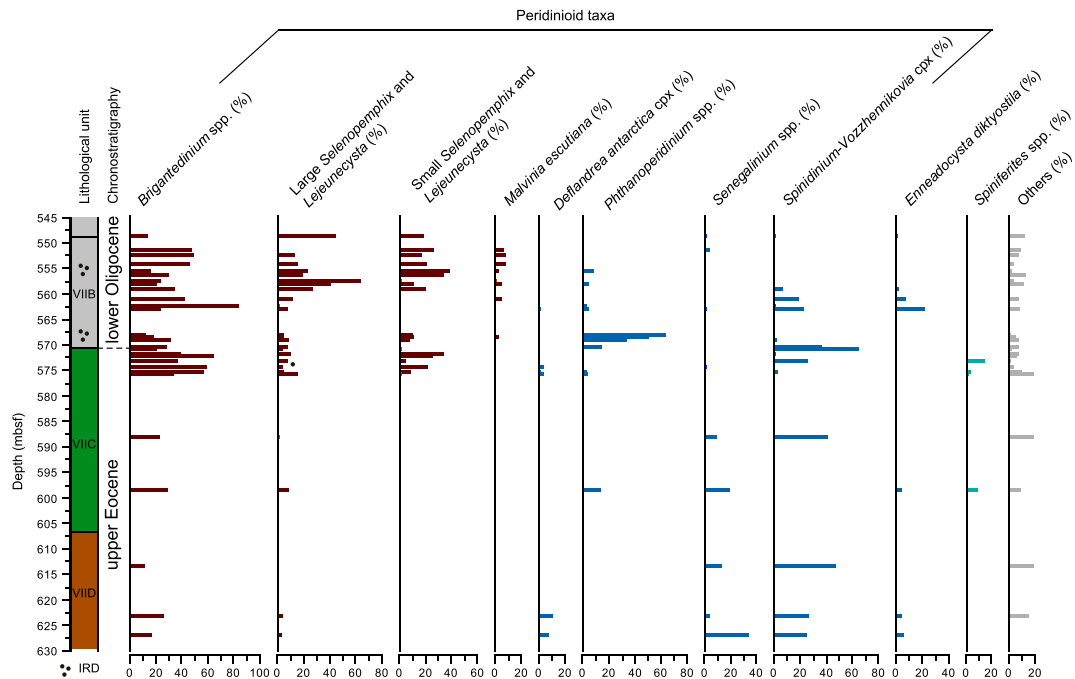 Peridinioid taxa
Lithological unit
Chronostratigraphy
Brigantedinium spp. (%)
Large Selenopemphix and
Lejeunecysta (%)
Small Selenopemphix and
Lejeunecysta (%)
Malvinia escutiana (%)
Deflandrea antarctica cpx (%)
Phthanoperidinium spp. (%)
Senegalinium spp. (%)
Spinidinium-Vozzhennikovia cpx (%)
Enneadocysta diktyostila (%)
Spiniferites spp. (%)
Others (%)
Depth (mbsf)
545
550
555
560
565
570
575
580
585
590
595
600
605
610
615
620
625
630
VIIB
VIIC
VIID
lower Oligocene
upper Eocene
IRD
0 20 40 60 80 100
0 20 40 60 80
0 20 40 60
0 20
0 20
0 20 40 60 80
0 20 40
0 20 40 60 80
0 20 40
0 20
0 20